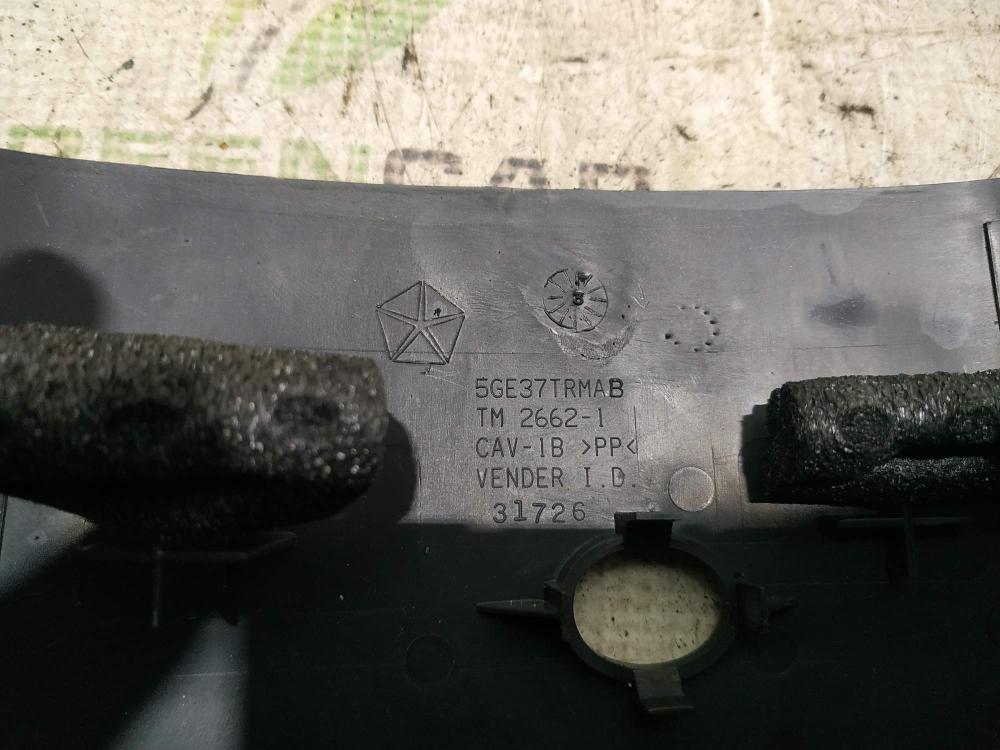 5GE37TRMAB
TM 2662-1
CAV-1B >PP<
VENDER I.D.
31726